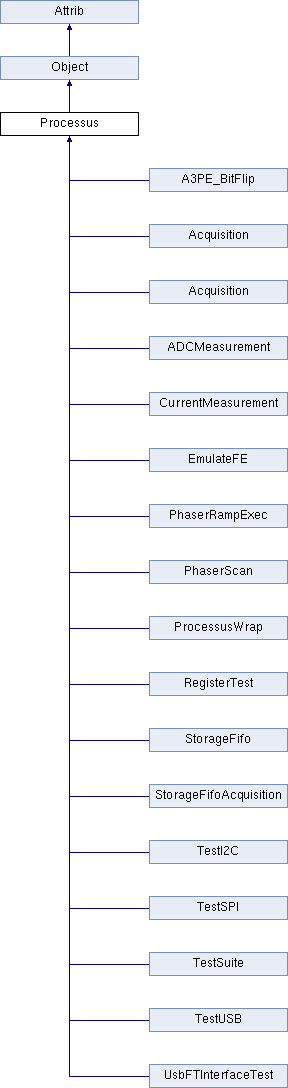 Attrib
Object
Processus
A3PE_BitFlip
Acquisition
Acquisition
ADCMeasurement
CurrentMeasurement
EmulateFE
PhaserRampExec
PhaserScan
ProcessusWrap
RegisterTest
StorageFifo
StorageFifoAcquisition
TestI2C
TestSPI
TestSuite
TestUSB
UsbFTInterfaceTest